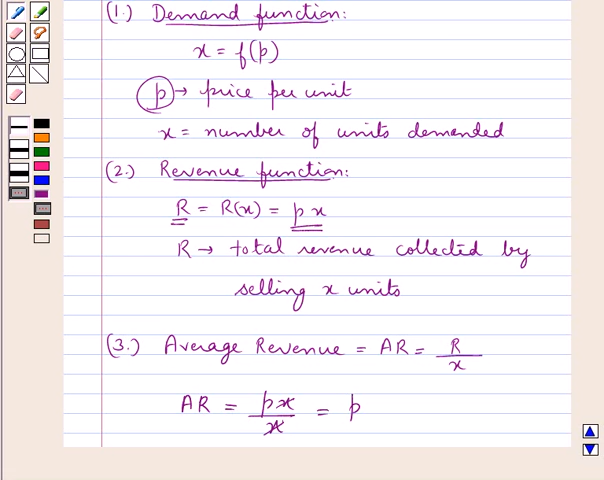 (1.) Demand function:
x = f(p)
p → price per unit
x = number of units demanded
(2.) Revenue function:
R = R(x) = px
R → total revenue collected by
selling x units
(3.) Average Revenue = AR = R/x
AR = px/x = p